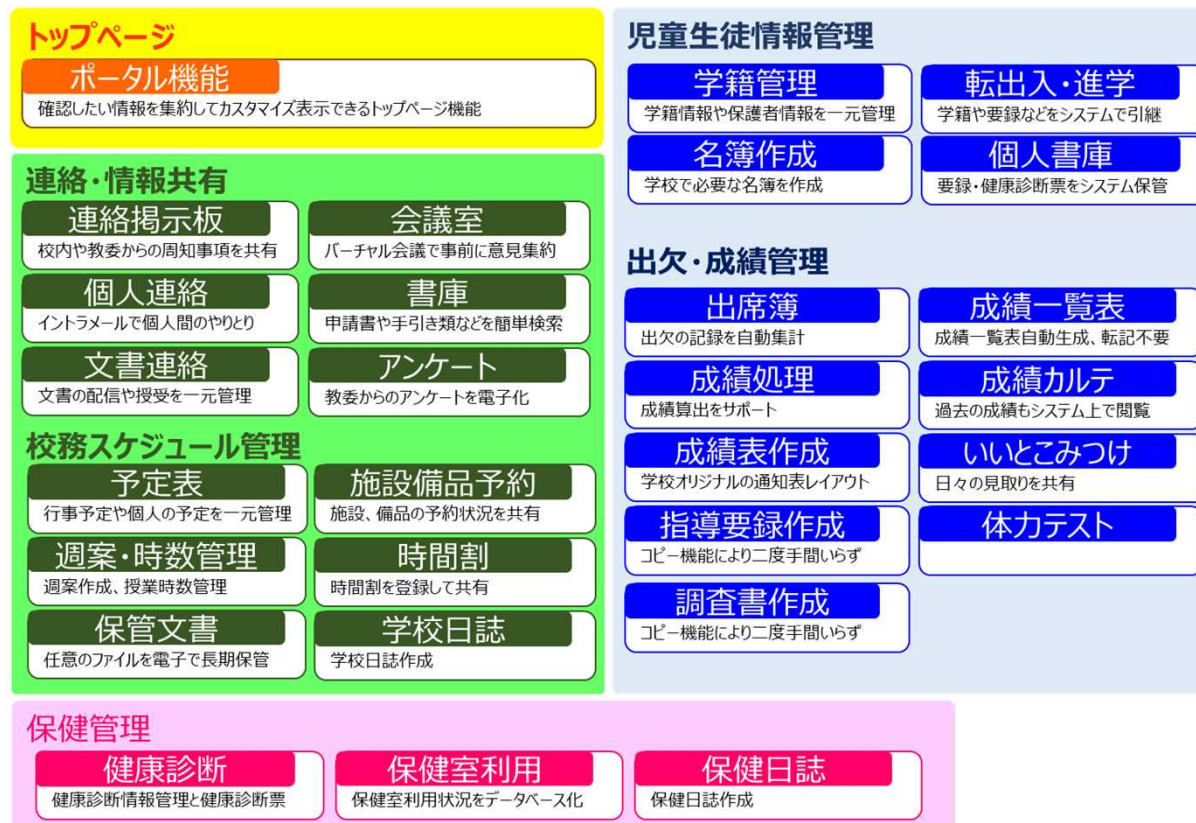 トップページ
ポータル機能
確認したい情報を集約してカスタマイズ表示できるトップページ機能
連絡・情報共有
連絡掲示板
校内や教委からの周知事項を共有
会議室
バーチャル会議で事前に意見集約
個人連絡
イントラメールで個人間のやりとり
書庫
申請書や手引き類などを簡単検索
文書連絡
文書の配信や授受を一元管理
アンケート
教委からのアンケートを電子化
校務スケジュール管理
予定表
行事予定や個人の予定を一元管理
施設備品予約
施設、備品の予約状況を共有
週案・時数管理
週案作成、授業時数管理
時間割
時間割を登録して共有
保管文書
任意のファイルを電子で長期保管
学校日誌
学校日誌作成
児童生徒情報管理
学籍管理
学籍情報や保護者情報を一元管理
転出入・進学
学籍や要録などをシステムで引継
名簿作成
学校で必要な名簿を作成
個人書庫
要録・健康診断票をシステム保管
出欠・成績管理
出席簿
出欠の記録を自動集計
成績一覧表
成績一覧表自動生成、転記不要
成績処理
成績算出をサポート
成績カルテ
過去の成績もシステム上で閲覧
成績表作成
学校オリジナルの通知表レイアウト
いいとこみつけ
日々の見取りを共有
指導要録作成
コピー機能により二度手間いらず
体力テスト
調査書作成
コピー機能により二度手間いらず
保健管理
健康診断
健康診断情報管理と健康診断票
保健室利用
保健室利用状況をデータベース化
保健日誌
保健日誌作成